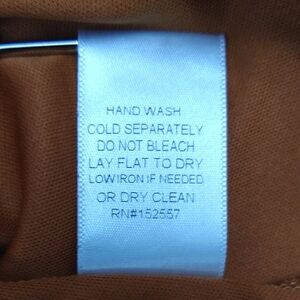 HAND WASH
COLD SEPARATELY
DO NOT BLEACH
LAY FLAT TO DRY
LOW IRON IF NEEDED
OR DRY CLEAN
RN#152557